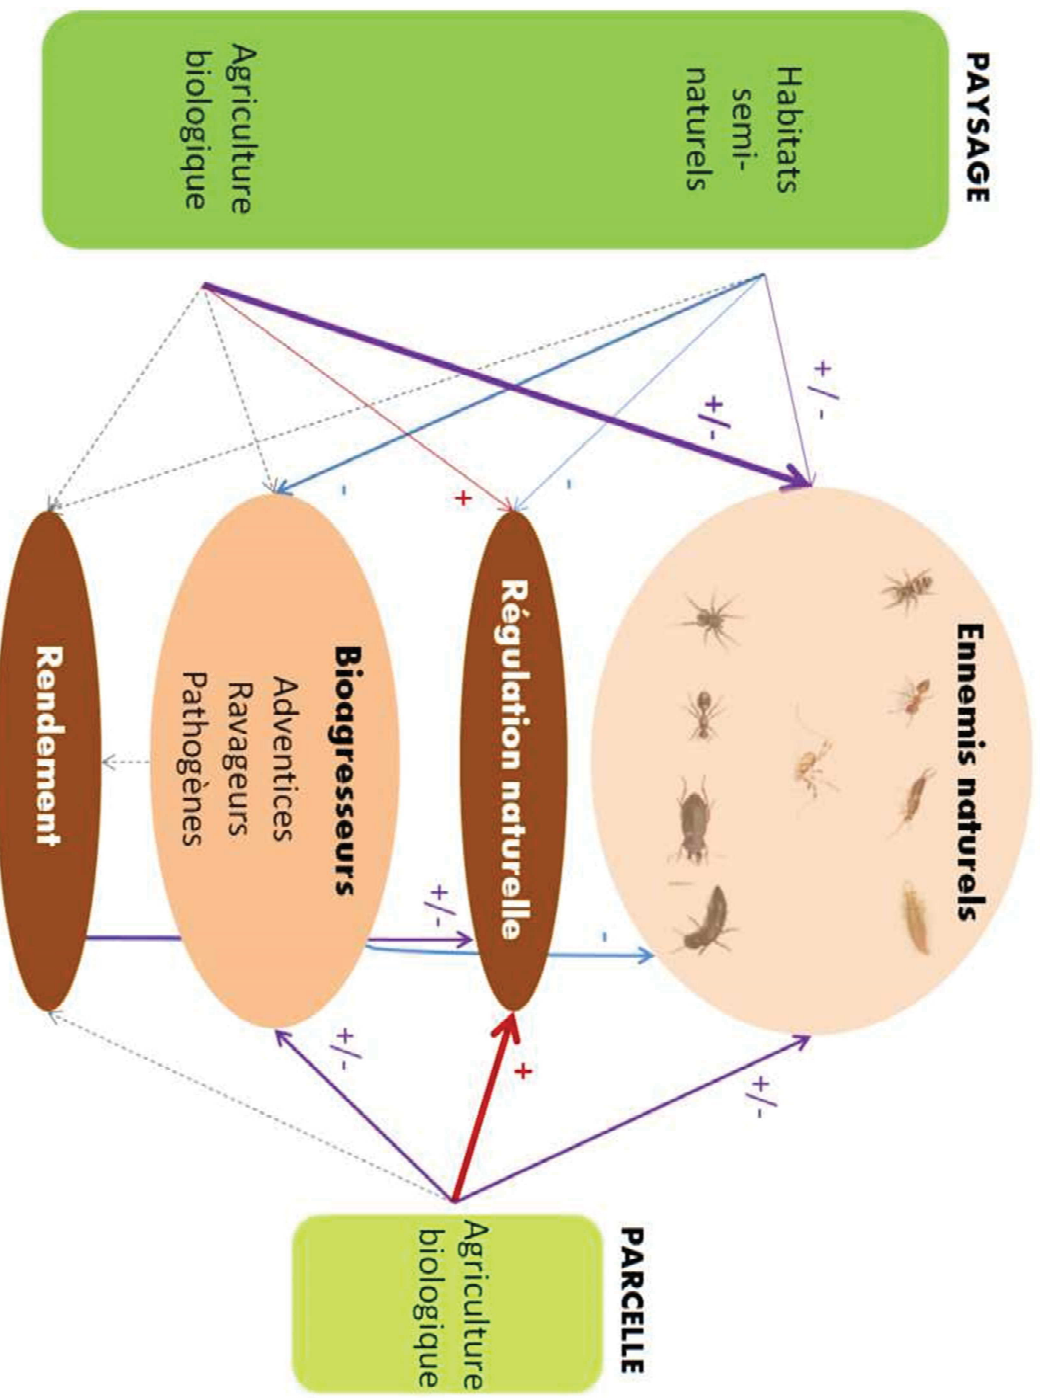 PAYSAGE
Habitats
semi-
naturels
Agriculture
biologique
+/-
+/-
-
+
-
Ennemis naturels
Régulation naturelle
Bioagresseurs
Adventices
Ravageurs
Pathogènes
Rendement
-
+/-
+/-
+
+/-
PARCELLE
Agriculture
biologique